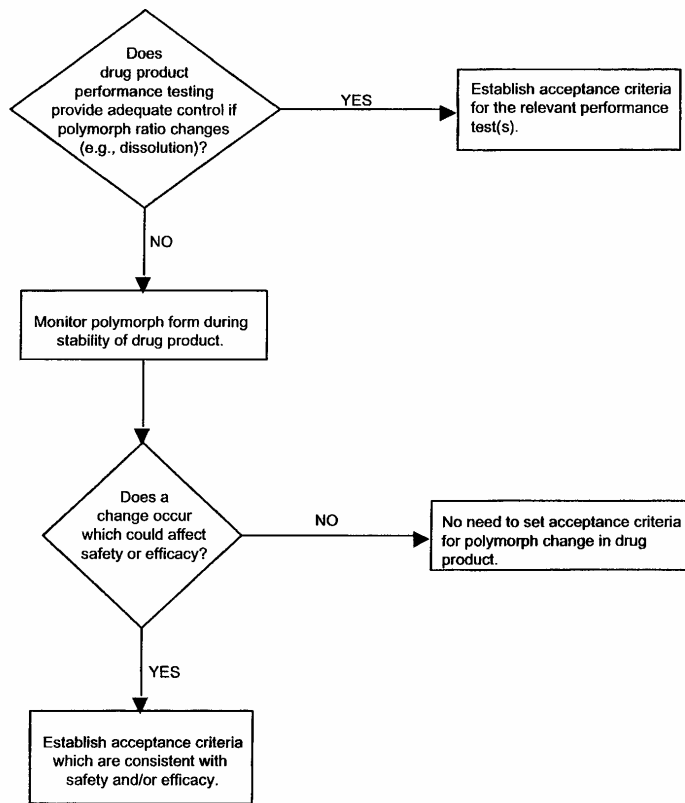 Does
drug product
performance testing
provide adequate control if
polymorph ratio changes
(e.g., dissolution)?
YES
Establish acceptance criteria
for the relevant performance
test(s).
NO
Monitor polymorph form during
stability of drug product.
Does a
change occur
which could affect
safety or efficacy?
NO
No need to set acceptance criteria
for polymorph change in drug
product.
YES
Establish acceptance criteria
which are consistent with
safety and/or efficacy.